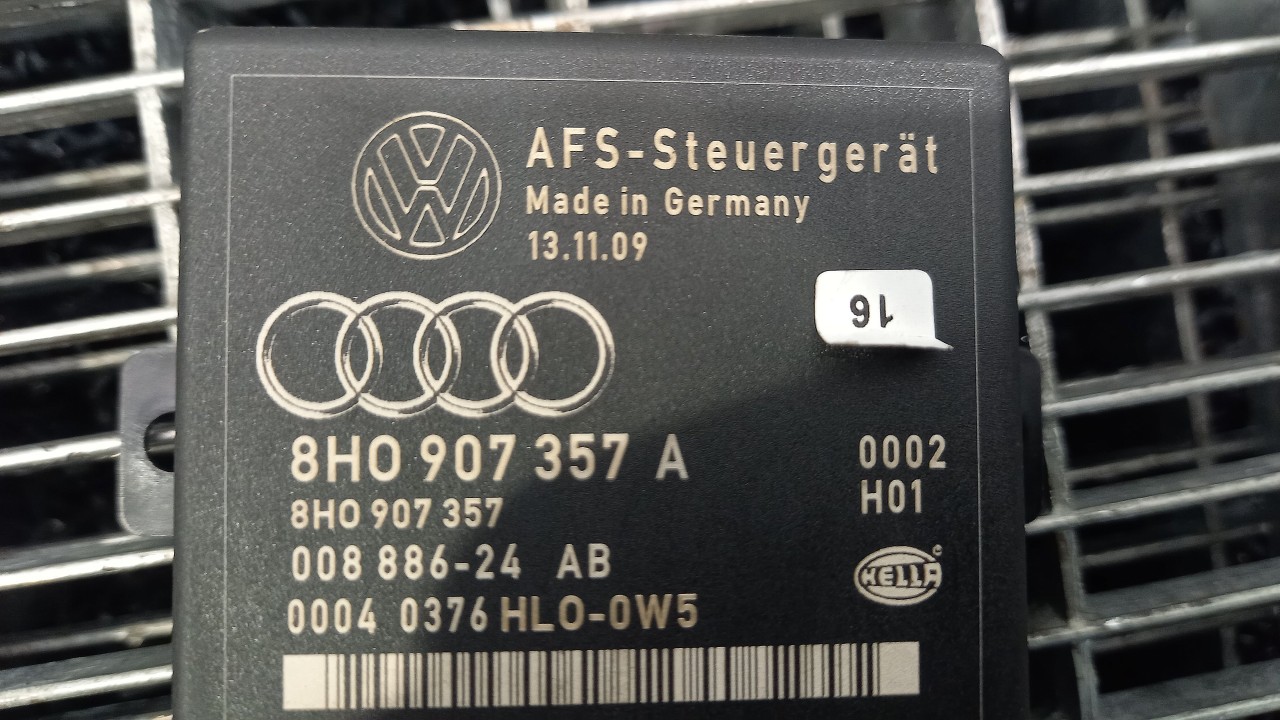 AFS-Steuergerät
Made in Germany
13.11.09
16
8H0 907 357 A
0002
8H0 907 357
H01
008 886-24 AB
HELLA
0004 0376 HLO-0W5